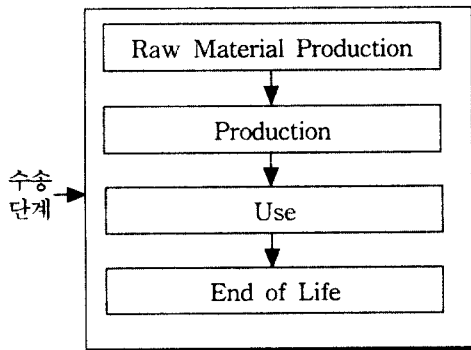 Raw Material Production
Production
수송
단계
Use
End of Life